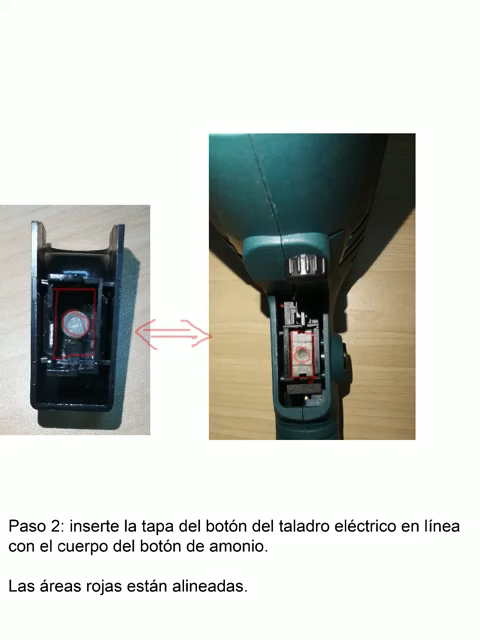 Paso 2: inserte la tapa del botón del taladro eléctrico en línea
con el cuerpo del botón de amonio.
Las áreas rojas están alineadas.